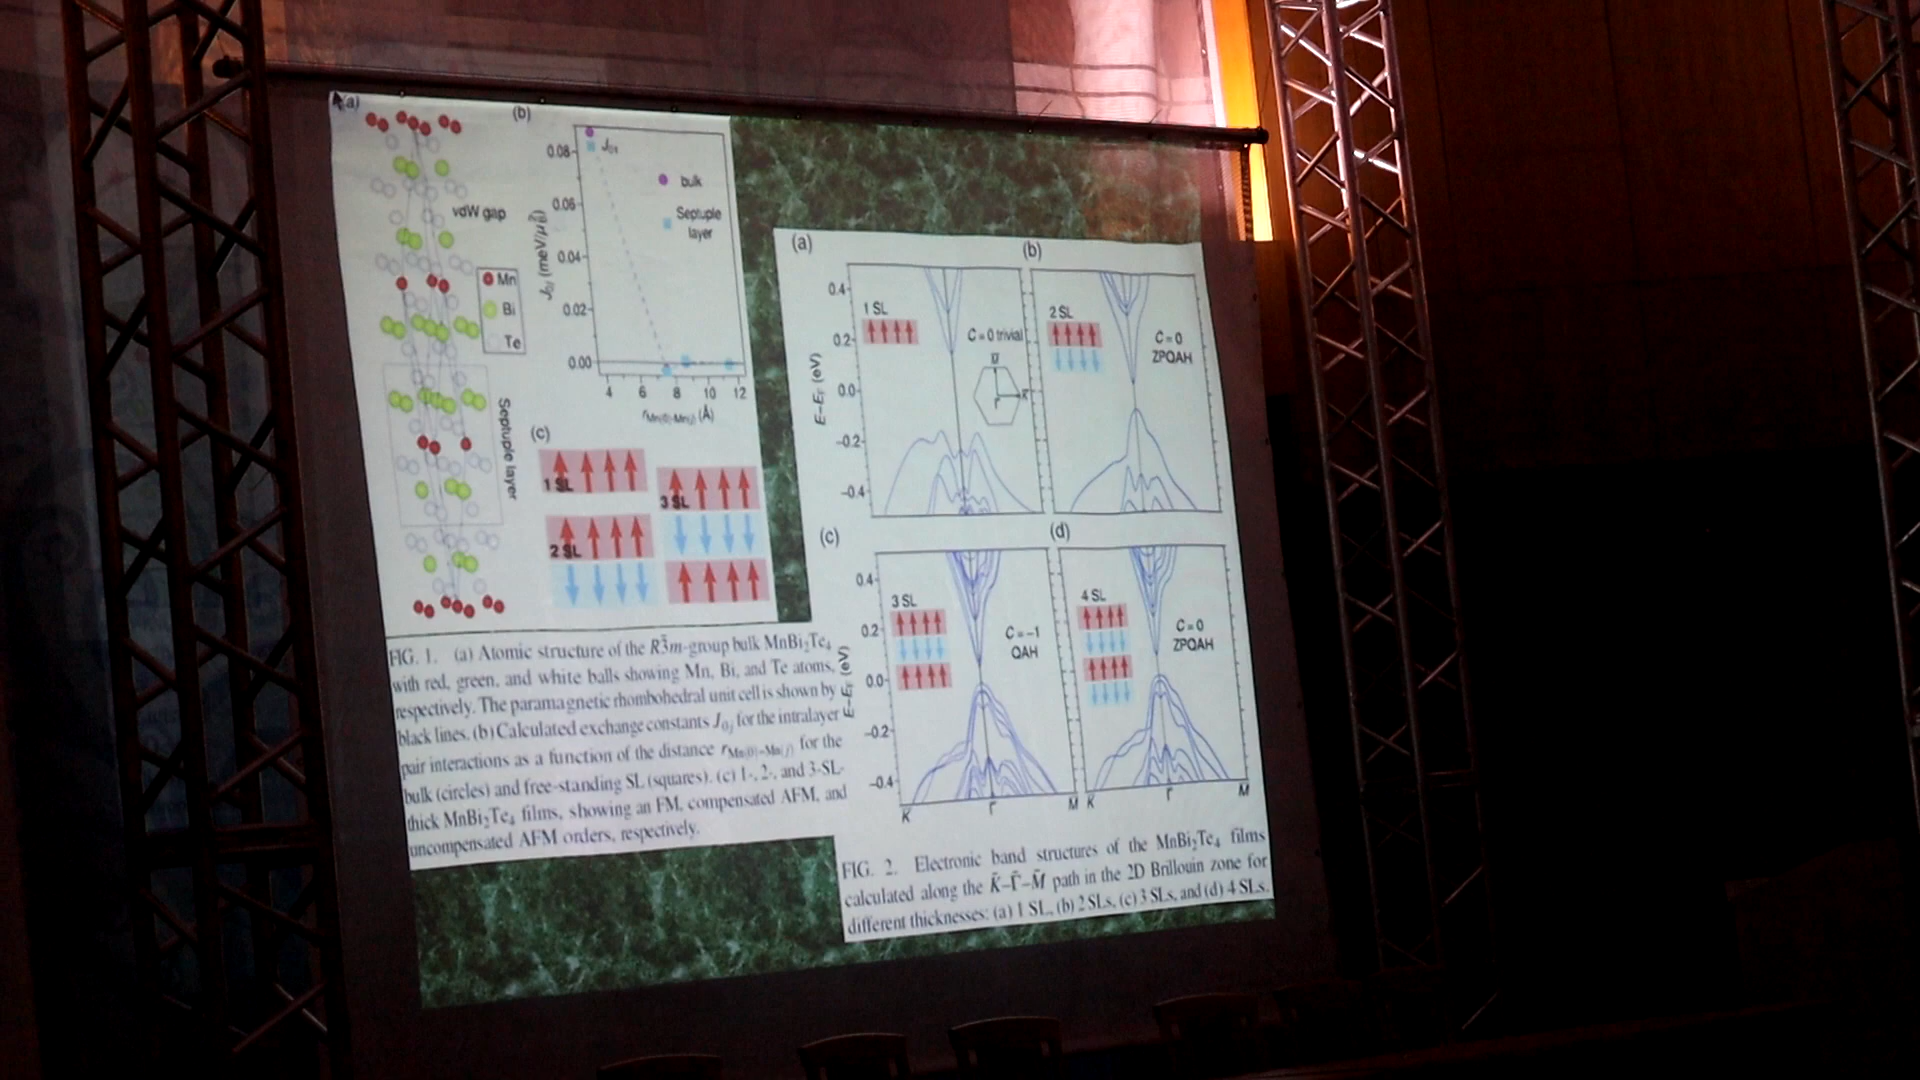 (a)
vdW gap
Mn
Bi
Te
Septuple layer
(b)
J₀₁
bulk
Septuple
layer
J₀ⱼ (meV/μ²B)
0.08
0.06
0.04
0.02
0.00
4 6 8 10 12
rMn(0)-Mn(j) (Å)
(c)
1 SL
2 SL
3 SL
FIG. 1. (a) Atomic structure of the R3̄m-group bulk MnBi₂Te₄
with red, green, and white balls showing Mn, Bi, and Te atoms,
respectively. The paramagnetic rhombohedral unit cell is shown by
black lines. (b) Calculated exchange constants J₀ⱼ for the intralayer
pair interactions as a function of the distance rMn(0)-Mn(j) for the
bulk (circles) and free-standing SL (squares). (c) 1-, 2-, and 3-SL-
thick MnBi₂Te₄ films, showing an FM, compensated AFM, and
uncompensated AFM orders, respectively.
(a)
E-EF (eV)
0.4
0.2
0.0
-0.2
-0.4
1 SL
C=0 trivial
M̄
K̄
Γ̄
(b)
2 SL
C=0
ZPQAH
(c)
E-EF (eV)
0.4
0.2
0.0
-0.2
-0.4
3 SL
C=-1
QAH
K̄ Γ̄ M̄
(d)
4 SL
C=0
ZPQAH
K̄ Γ̄ M̄
FIG. 2. Electronic band structures of the MnBi₂Te₄ films
calculated along the K̄-Γ̄-M̄ path in the 2D Brillouin zone for
different thicknesses: (a) 1 SL, (b) 2 SLs, (c) 3 SLs, and (d) 4 SLs.